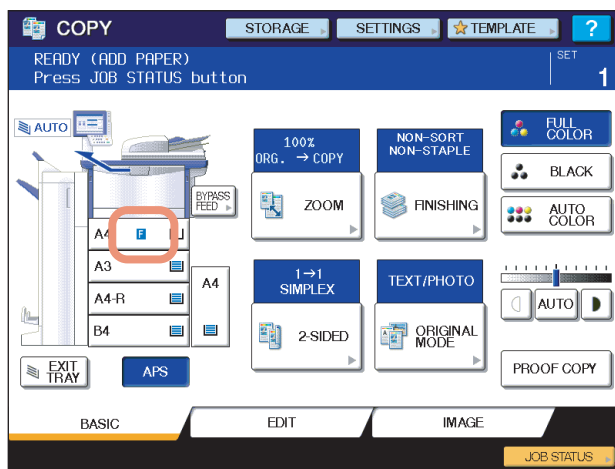 COPY
STORAGE
SETTINGS
TEMPLATE
?
READY (ADD PAPER)
Press JOB STATUS button
SET
1
AUTO
100%
ORG. → COPY
ZOOM
NON-SORT
NON-STAPLE
FINISHING
FULL
COLOR
BLACK
AUTO
COLOR
BYPASS
FEED
A4
F
A3
A4-R
B4
A4
1→1
SIMPLEX
2-SIDED
TEXT/PHOTO
ORIGINAL
MODE
AUTO
EXIT
TRAY
APS
PROOF COPY
BASIC
EDIT
IMAGE
JOB STATUS